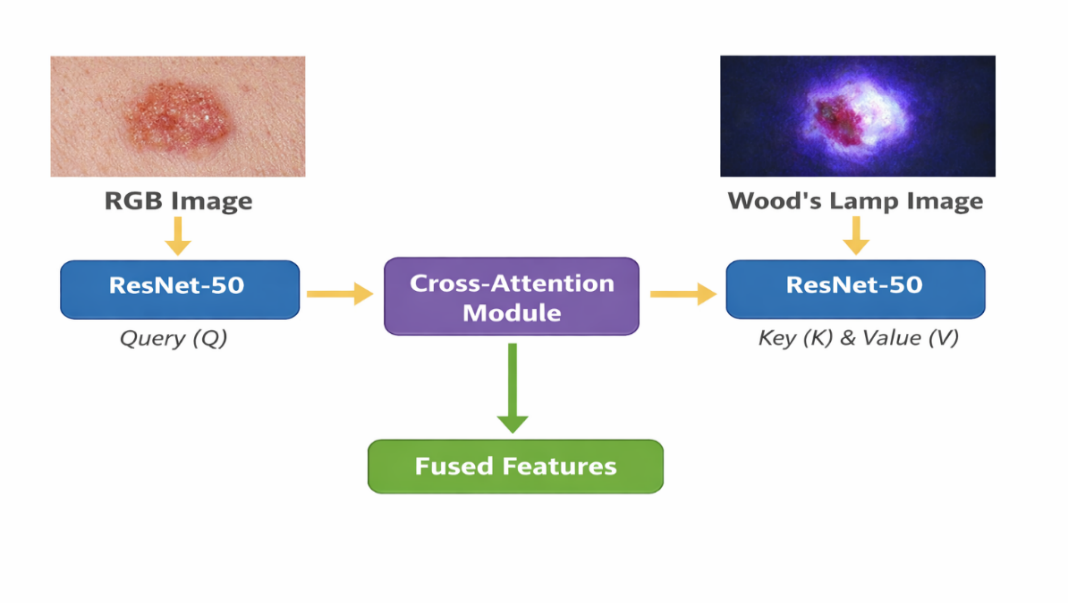 RGB Image
Wood's Lamp Image
ResNet-50
Cross-Attention
Module
ResNet-50
Query (Q)
Key (K) & Value (V)
Fused Features